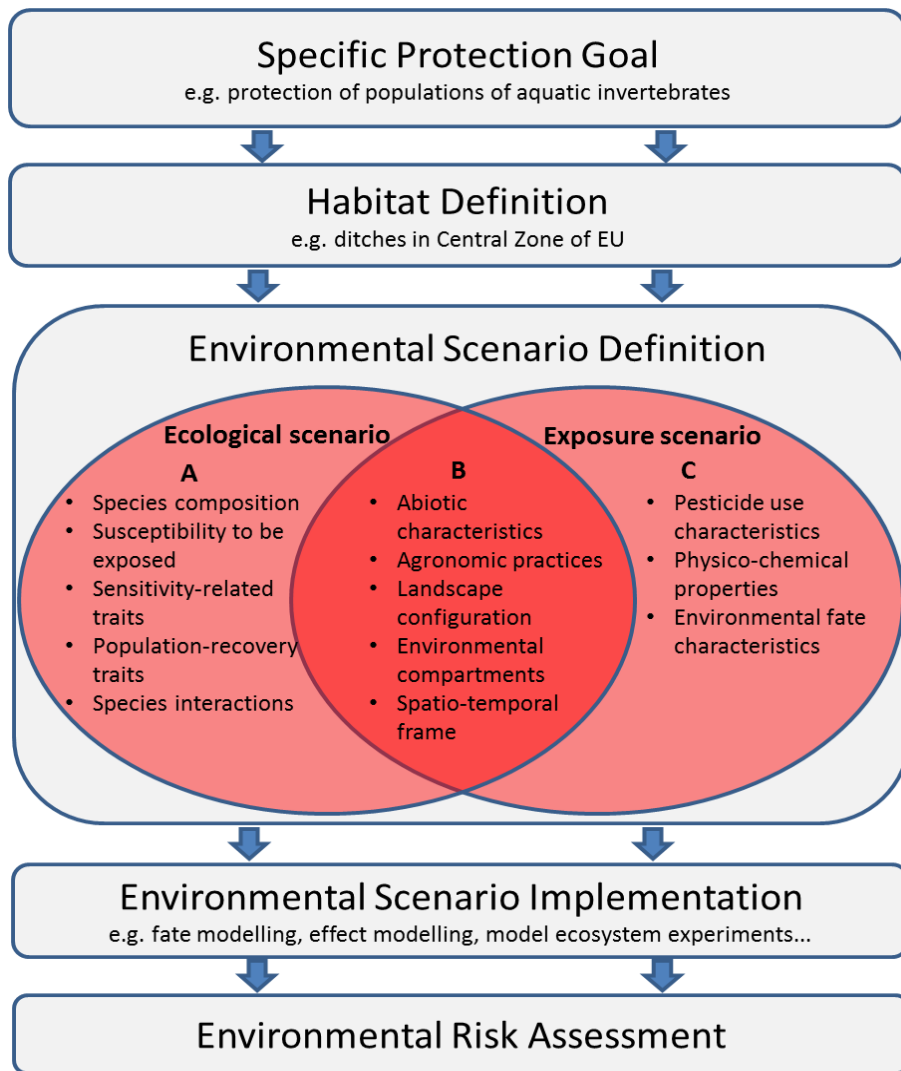 Specific Protection Goal
e.g. protection of populations of aquatic invertebrates
Habitat Definition
e.g. ditches in Central Zone of EU
Environmental Scenario Definition
Ecological scenario
A
• Species composition
• Susceptibility to be
exposed
• Sensitivity-related
traits
• Population-recovery
traits
• Species interactions
B
• Abiotic
characteristics
• Agronomic practices
• Landscape
configuration
• Environmental
compartments
• Spatio-temporal
frame
Exposure scenario
C
• Pesticide use
characteristics
• Physico-chemical
properties
• Environmental fate
characteristics
Environmental Scenario Implementation
e.g. fate modelling, effect modelling, model ecosystem experiments...
Environmental Risk Assessment